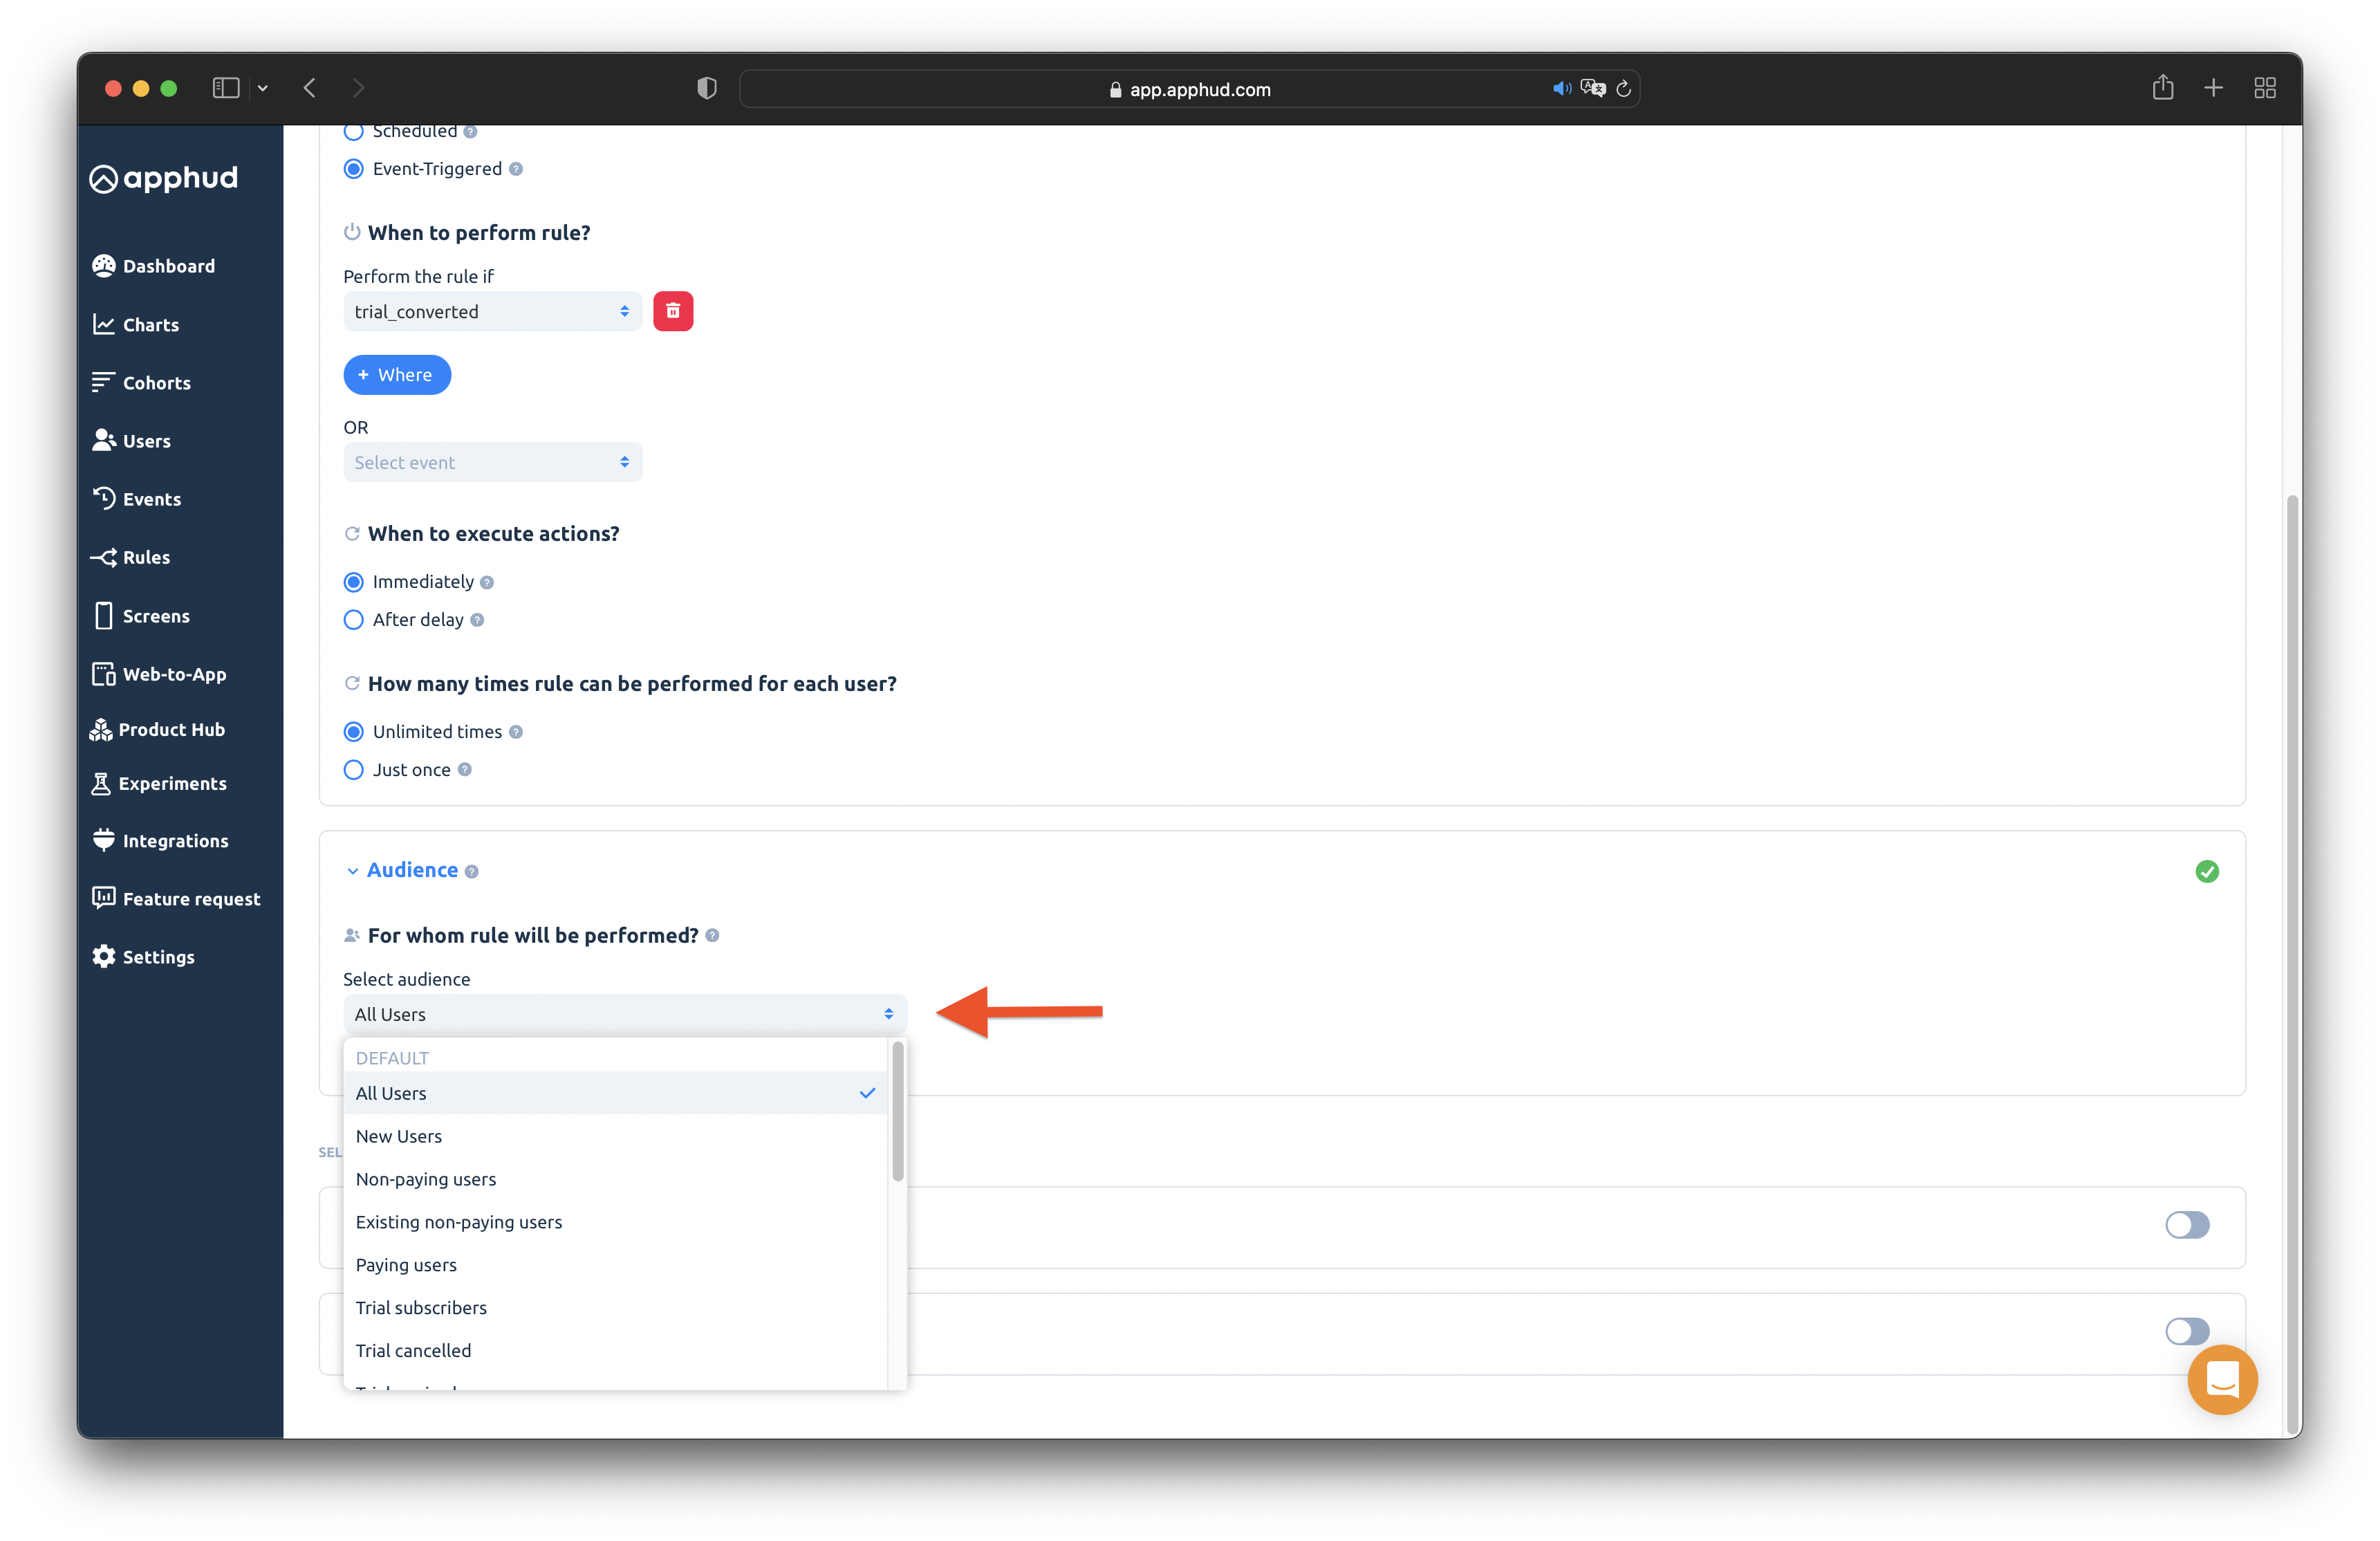 app.apphud.com
apphud
Dashboard
Charts
Cohorts
Users
Events
Rules
Screens
Web-to-App
Product Hub
Experiments
Integrations
Feature request
Settings
Scheduled
Event-Triggered
When to perform rule?
Perform the rule if
trial_converted
+ Where
OR
Select event
When to execute actions?
Immediately
After delay
How many times rule can be performed for each user?
Unlimited times
Just once
Audience
For whom rule will be performed?
Select audience
All Users
DEFAULT
All Users
New Users
Non-paying users
Existing non-paying users
Paying users
Trial subscribers
Trial cancelled
SEL